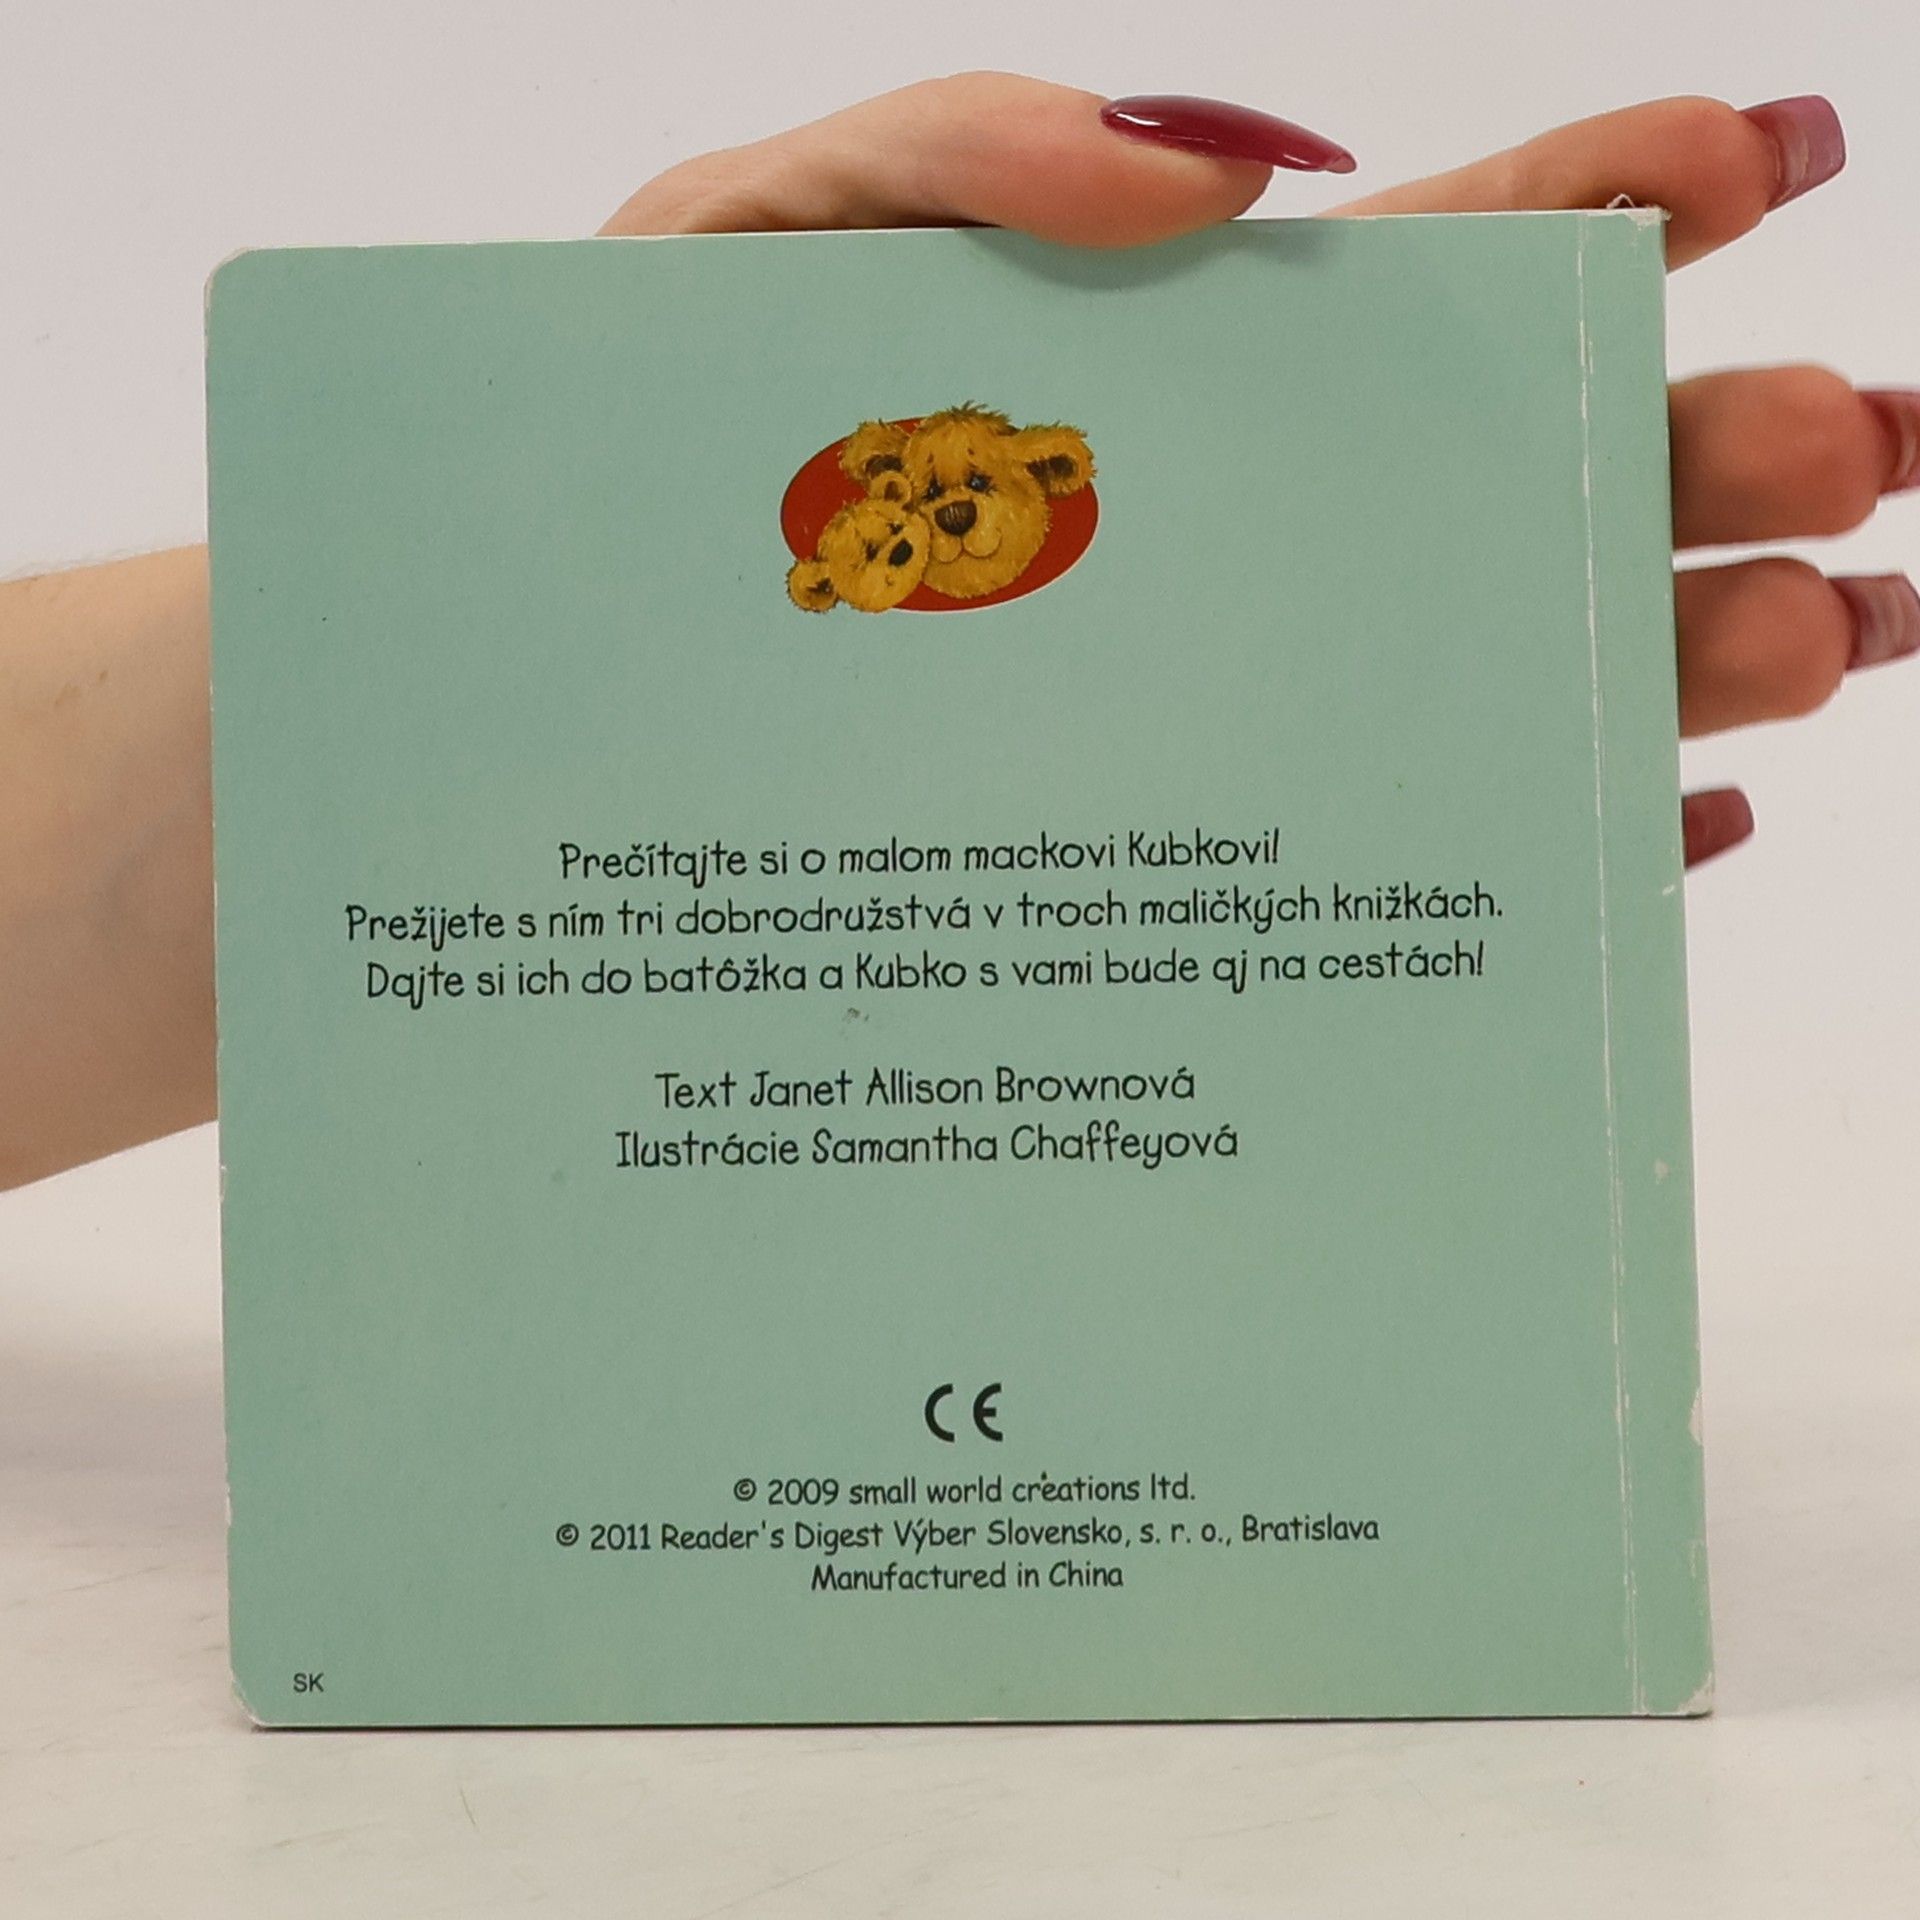 Prečítajte si o malom mackovi Kubkovi!
Prežijete s ním tri dobrodružstvá v troch maličkých knižkách.
Dajte si ich do batôžka a Kubko s vami bude aj na cestách!
Text Janet Allison Brownová
Ilustrácie Samantha Chaffeyová
CE
© 2009 small world creations ltd.
© 2011 Reader's Digest Výber Slovensko, s. r. o., Bratislava
Manufactured in China
SK